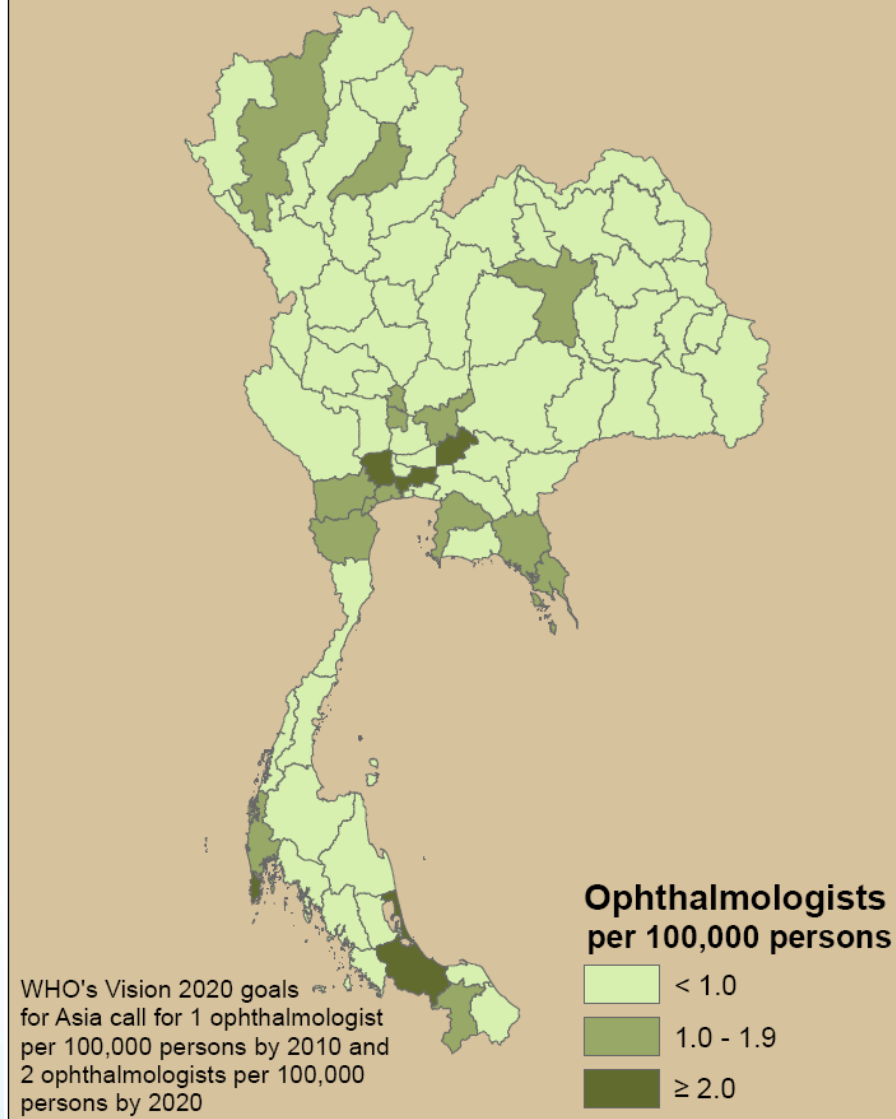 Ophthalmologists
per 100,000 persons
< 1.0
1.0 - 1.9
≥ 2.0
WHO's Vision 2020 goals
for Asia call for 1 ophthalmologist
per 100,000 persons by 2010 and
2 ophthalmologists per 100,000
persons by 2020